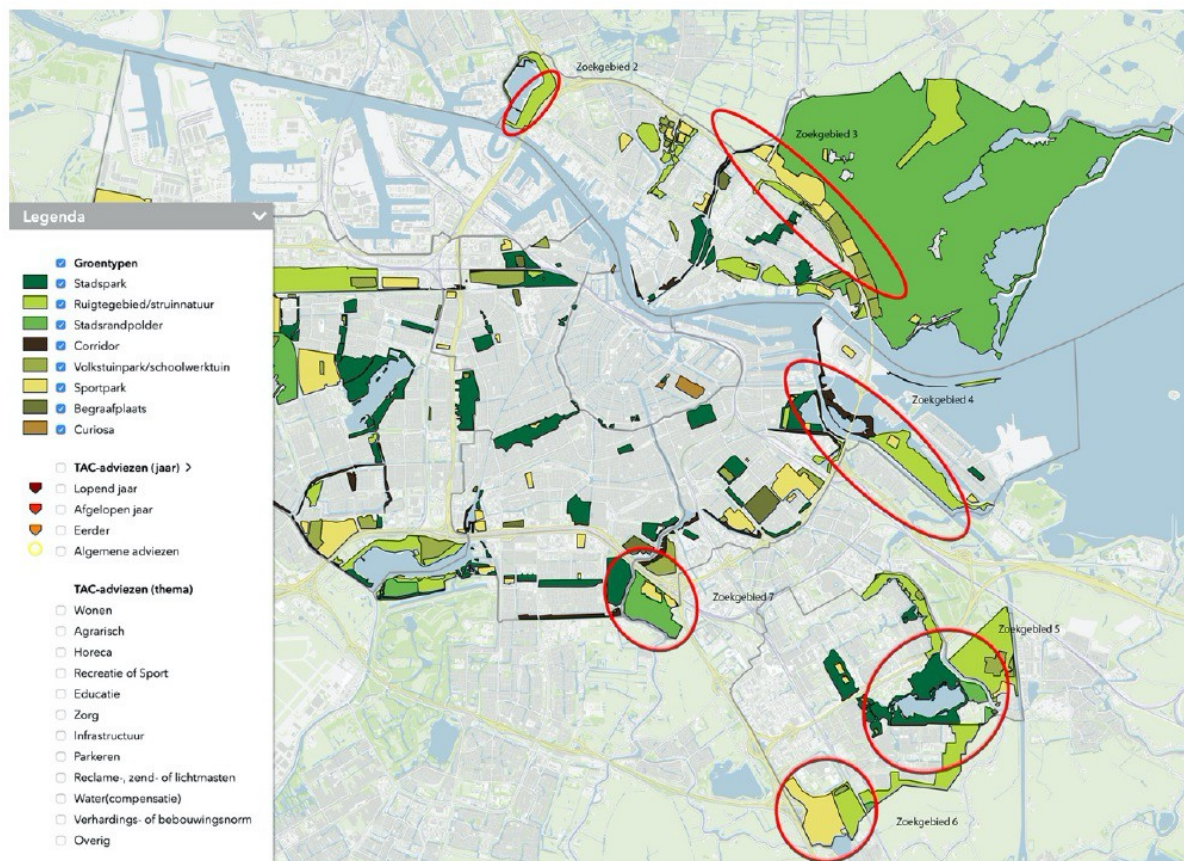 Zoekgebied 2
Zoekgebied 3
Legenda
Groentypen
Stadspark
Ruigtegebied/struinnatuur
Stadsrandpolder
Corridor
Volkstuinpark/schoolwerktuin
Sportpark
Begraafplaats
Curiosa
TAC-adviezen (jaar) >
Lopend jaar
Afgelopen jaar
Eerder
Algemene adviezen
TAC-adviezen (thema)
Wonen
Agrarisch
Horeca
Recreatie of Sport
Educatie
Zorg
Infrastructuur
Parkeren
Reclame-, zend- of lichtmasten
Water(compensatie)
Verhardings- of bebouwingsnorm
Overig
Zoekgebied 4
Zoekgebied 7
Zoekgebied 5
Zoekgebied 6